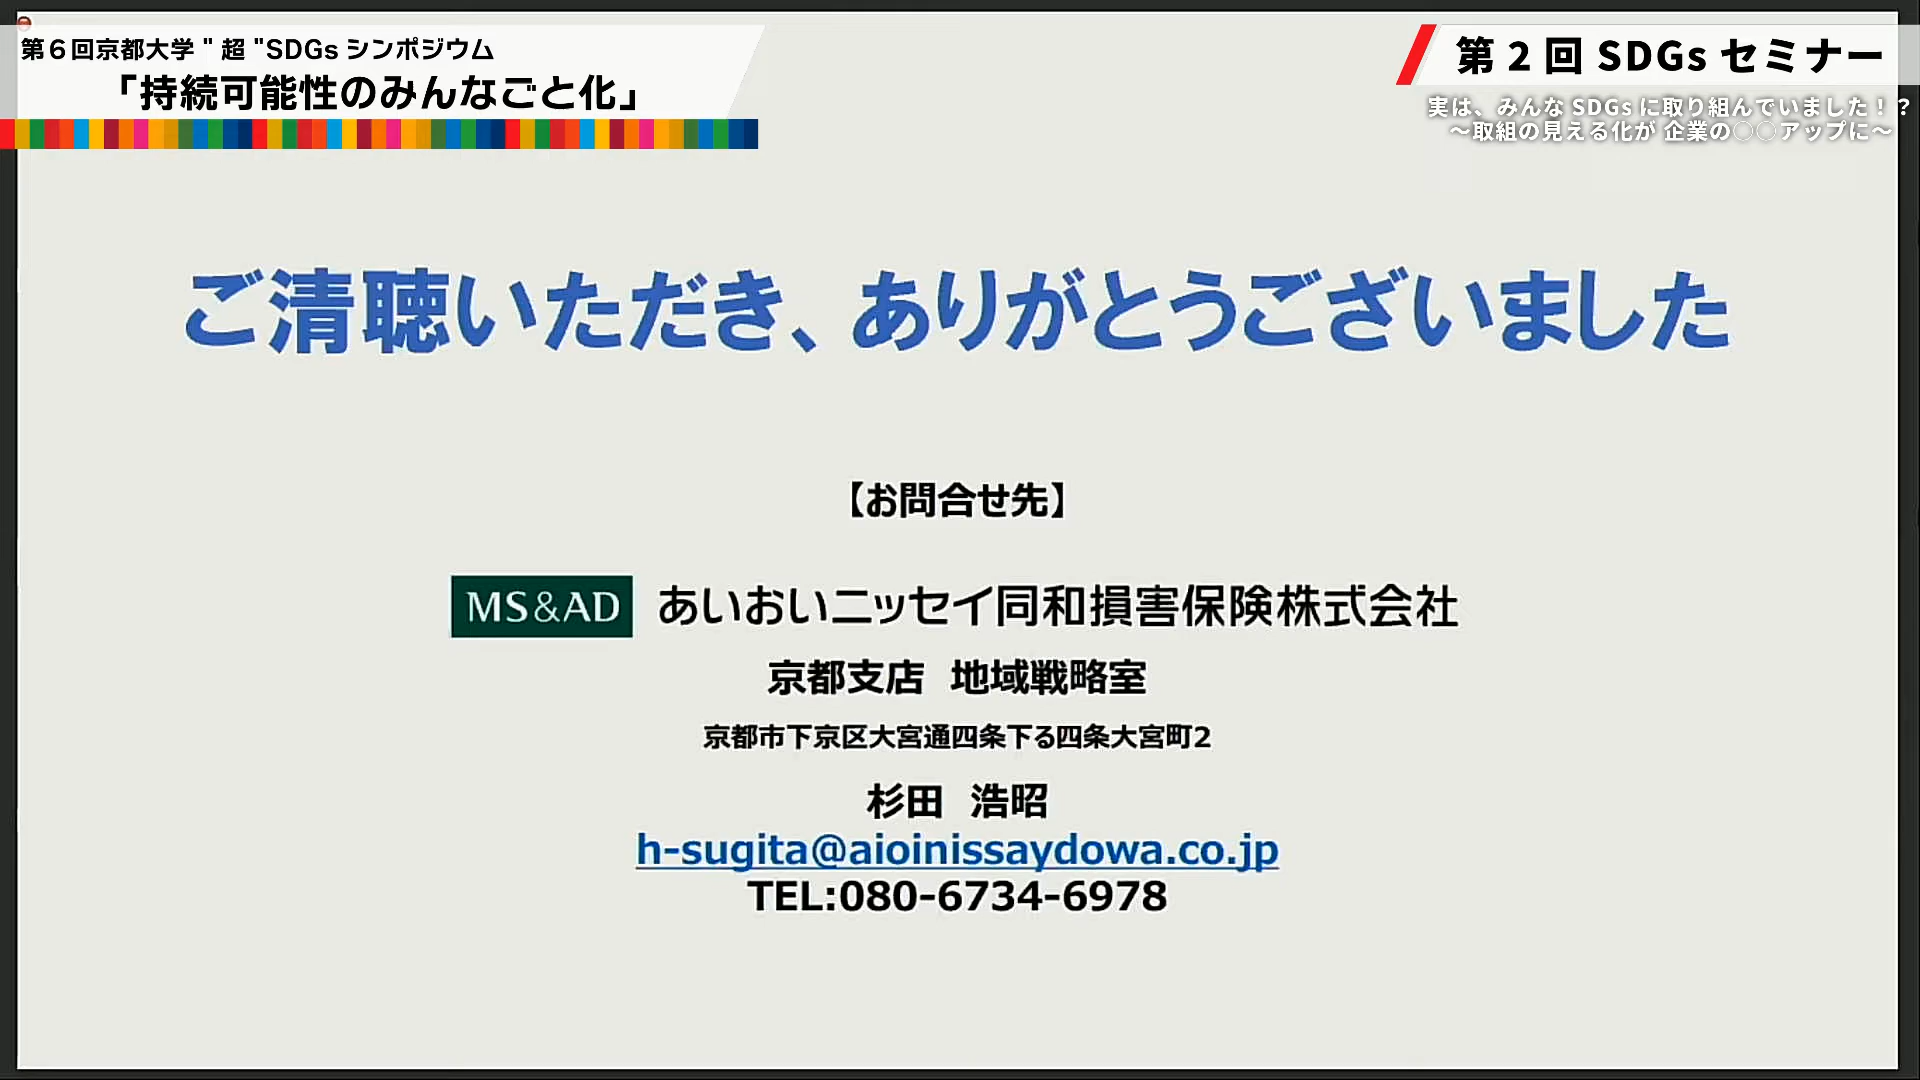 第6回京都大学"超"SDGsシンポジウム
「持続可能性のみんなごと化」
第2回 SDGs セミナー
実は、みんな SDGs に取り組んでいました！？
～取組の見える化が 企業の○○アップに～
ご清聴いただき、ありがとうございました
【お問合せ先】
MS&AD あいおいニッセイ同和損害保険株式会社
京都支店 地域戦略室
京都市下京区大宮通四条下る四条大宮町2
杉田 浩昭
h-sugita@aioinissaydowa.co.jp
TEL:080-6734-6978